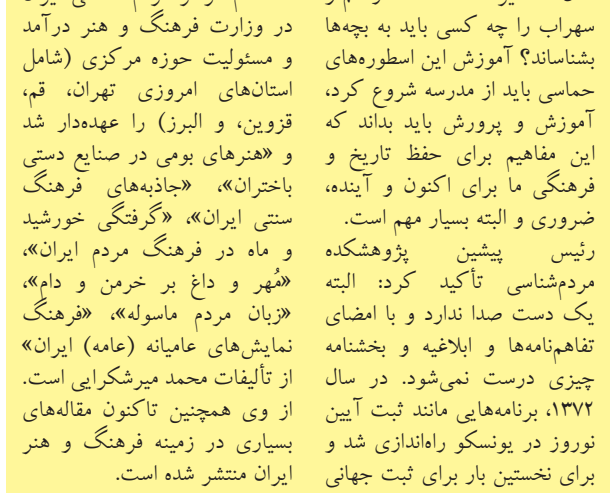 سهراب را چه کسی باید به بچه‌ها
بشناساند؟ آموزش این اسطوره‌های
حماسی باید از مدرسه شروع کرد،
آموزش و پرورش باید بداند که
این مفاهیم برای حفظ تاریخ و
فرهنگی ما برای اکنون و آینده،
ضروری و البته بسیار مهم است.
رئیس پیشین پژوهشکده
مردم‌شناسی تأکید کرد: البته
یک دست صدا ندارد و با امضای
تفاهم‌نامه‌ها و ابلاغیه و بخشنامه
چیزی درست نمی‌شود. در سال
۱۳۷۲، برنامه‌هایی مانند ثبت آیین
نوروز در یونسکو راه‌اندازی شد و
برای نخستین بار برای ثبت جهانی
در وزارت فرهنگ و هنر درآمد
و مسئولیت حوزه مرکزی (شامل
استان‌های امروزی تهران، قم،
قزوین، و البرز) را عهده‌دار شد
و «هنرهای بومی در صنایع دستی
باختران»، «جاذبه‌های فرهنگ
سنتی ایران»، «گرفتگی خورشید
و ماه در فرهنگ مردم ایران»،
«مُهر و داغ بر خرمن و دام»،
«زبان مردم ماسوله»، «فرهنگ
نمایش‌های عامیانه (عامه) ایران»
از تألیفات محمد میرشکرایی است.
از وی همچنین تاکنون مقاله‌های
بسیاری در زمینه فرهنگ و هنر
ایران منتشر شده است.